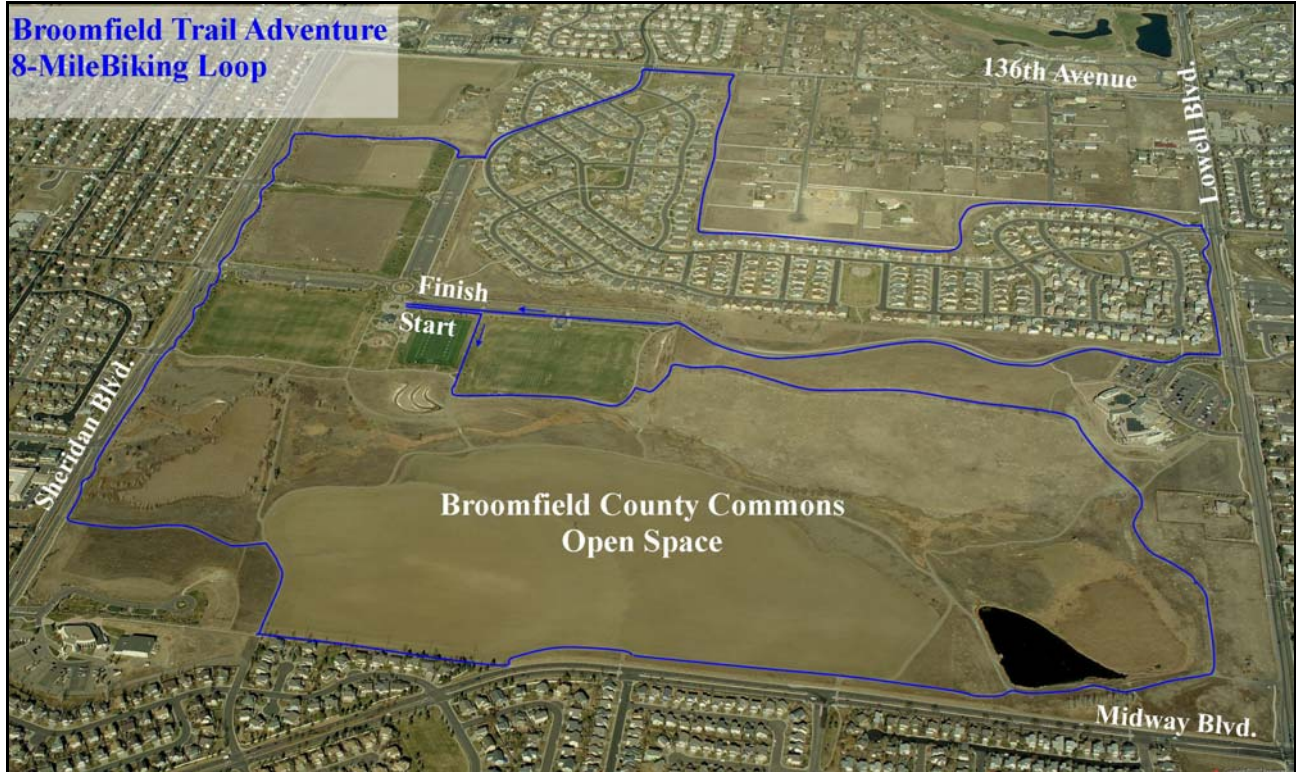 Broomfield Trail Adventure
8-MileBiking Loop
136th Avenue
Lowell Blvd.
Finish
Start
Sheridan Blvd.
Broomfield County Commons
Open Space
Midway Blvd.